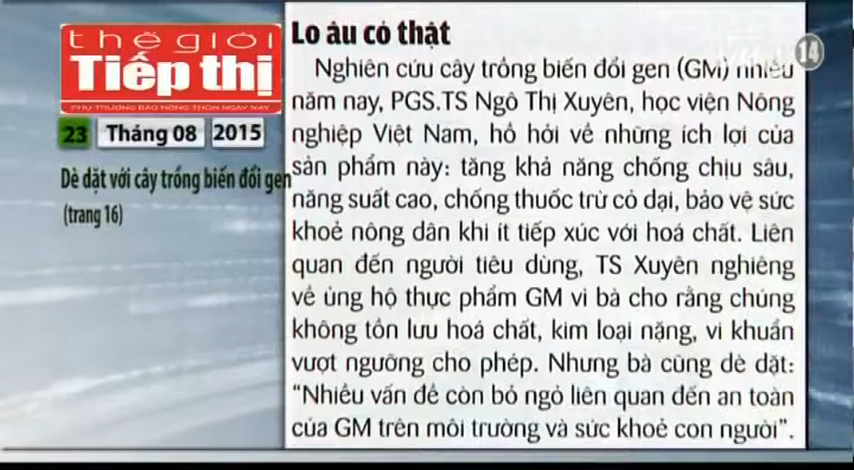 thế giới
Tiếp thị
PHỤ TRƯƠNG BÁO NÔNG THÔN NGÀY NAY
23 Tháng 08 2015
Dè dặt với cây trồng biến đổi gen
(trang 16)
Lo âu có thật
Nghiên cứu cây trồng biến đổi gen (GM) nhiều
năm nay, PGS.TS Ngô Thị Xuyên, học viện Nông
nghiệp Việt Nam, hồ hởi về những ích lợi của
sản phẩm này: tăng khả năng chống chịu sâu,
năng suất cao, chống thuốc trừ cỏ dại, bảo vệ sức
khoẻ nông dân khi ít tiếp xúc với hoá chất. Liên
quan đến người tiêu dùng, TS Xuyên nghiêng
về ủng hộ thực phẩm GM vì bà cho rằng chúng
không tồn lưu hoá chất, kim loại nặng, vi khuẩn
vượt ngưỡng cho phép. Nhưng bà cũng dè dặt:
“Nhiều vấn đề còn bỏ ngỏ liên quan đến an toàn
của GM trên môi trường và sức khoẻ con người”.
14